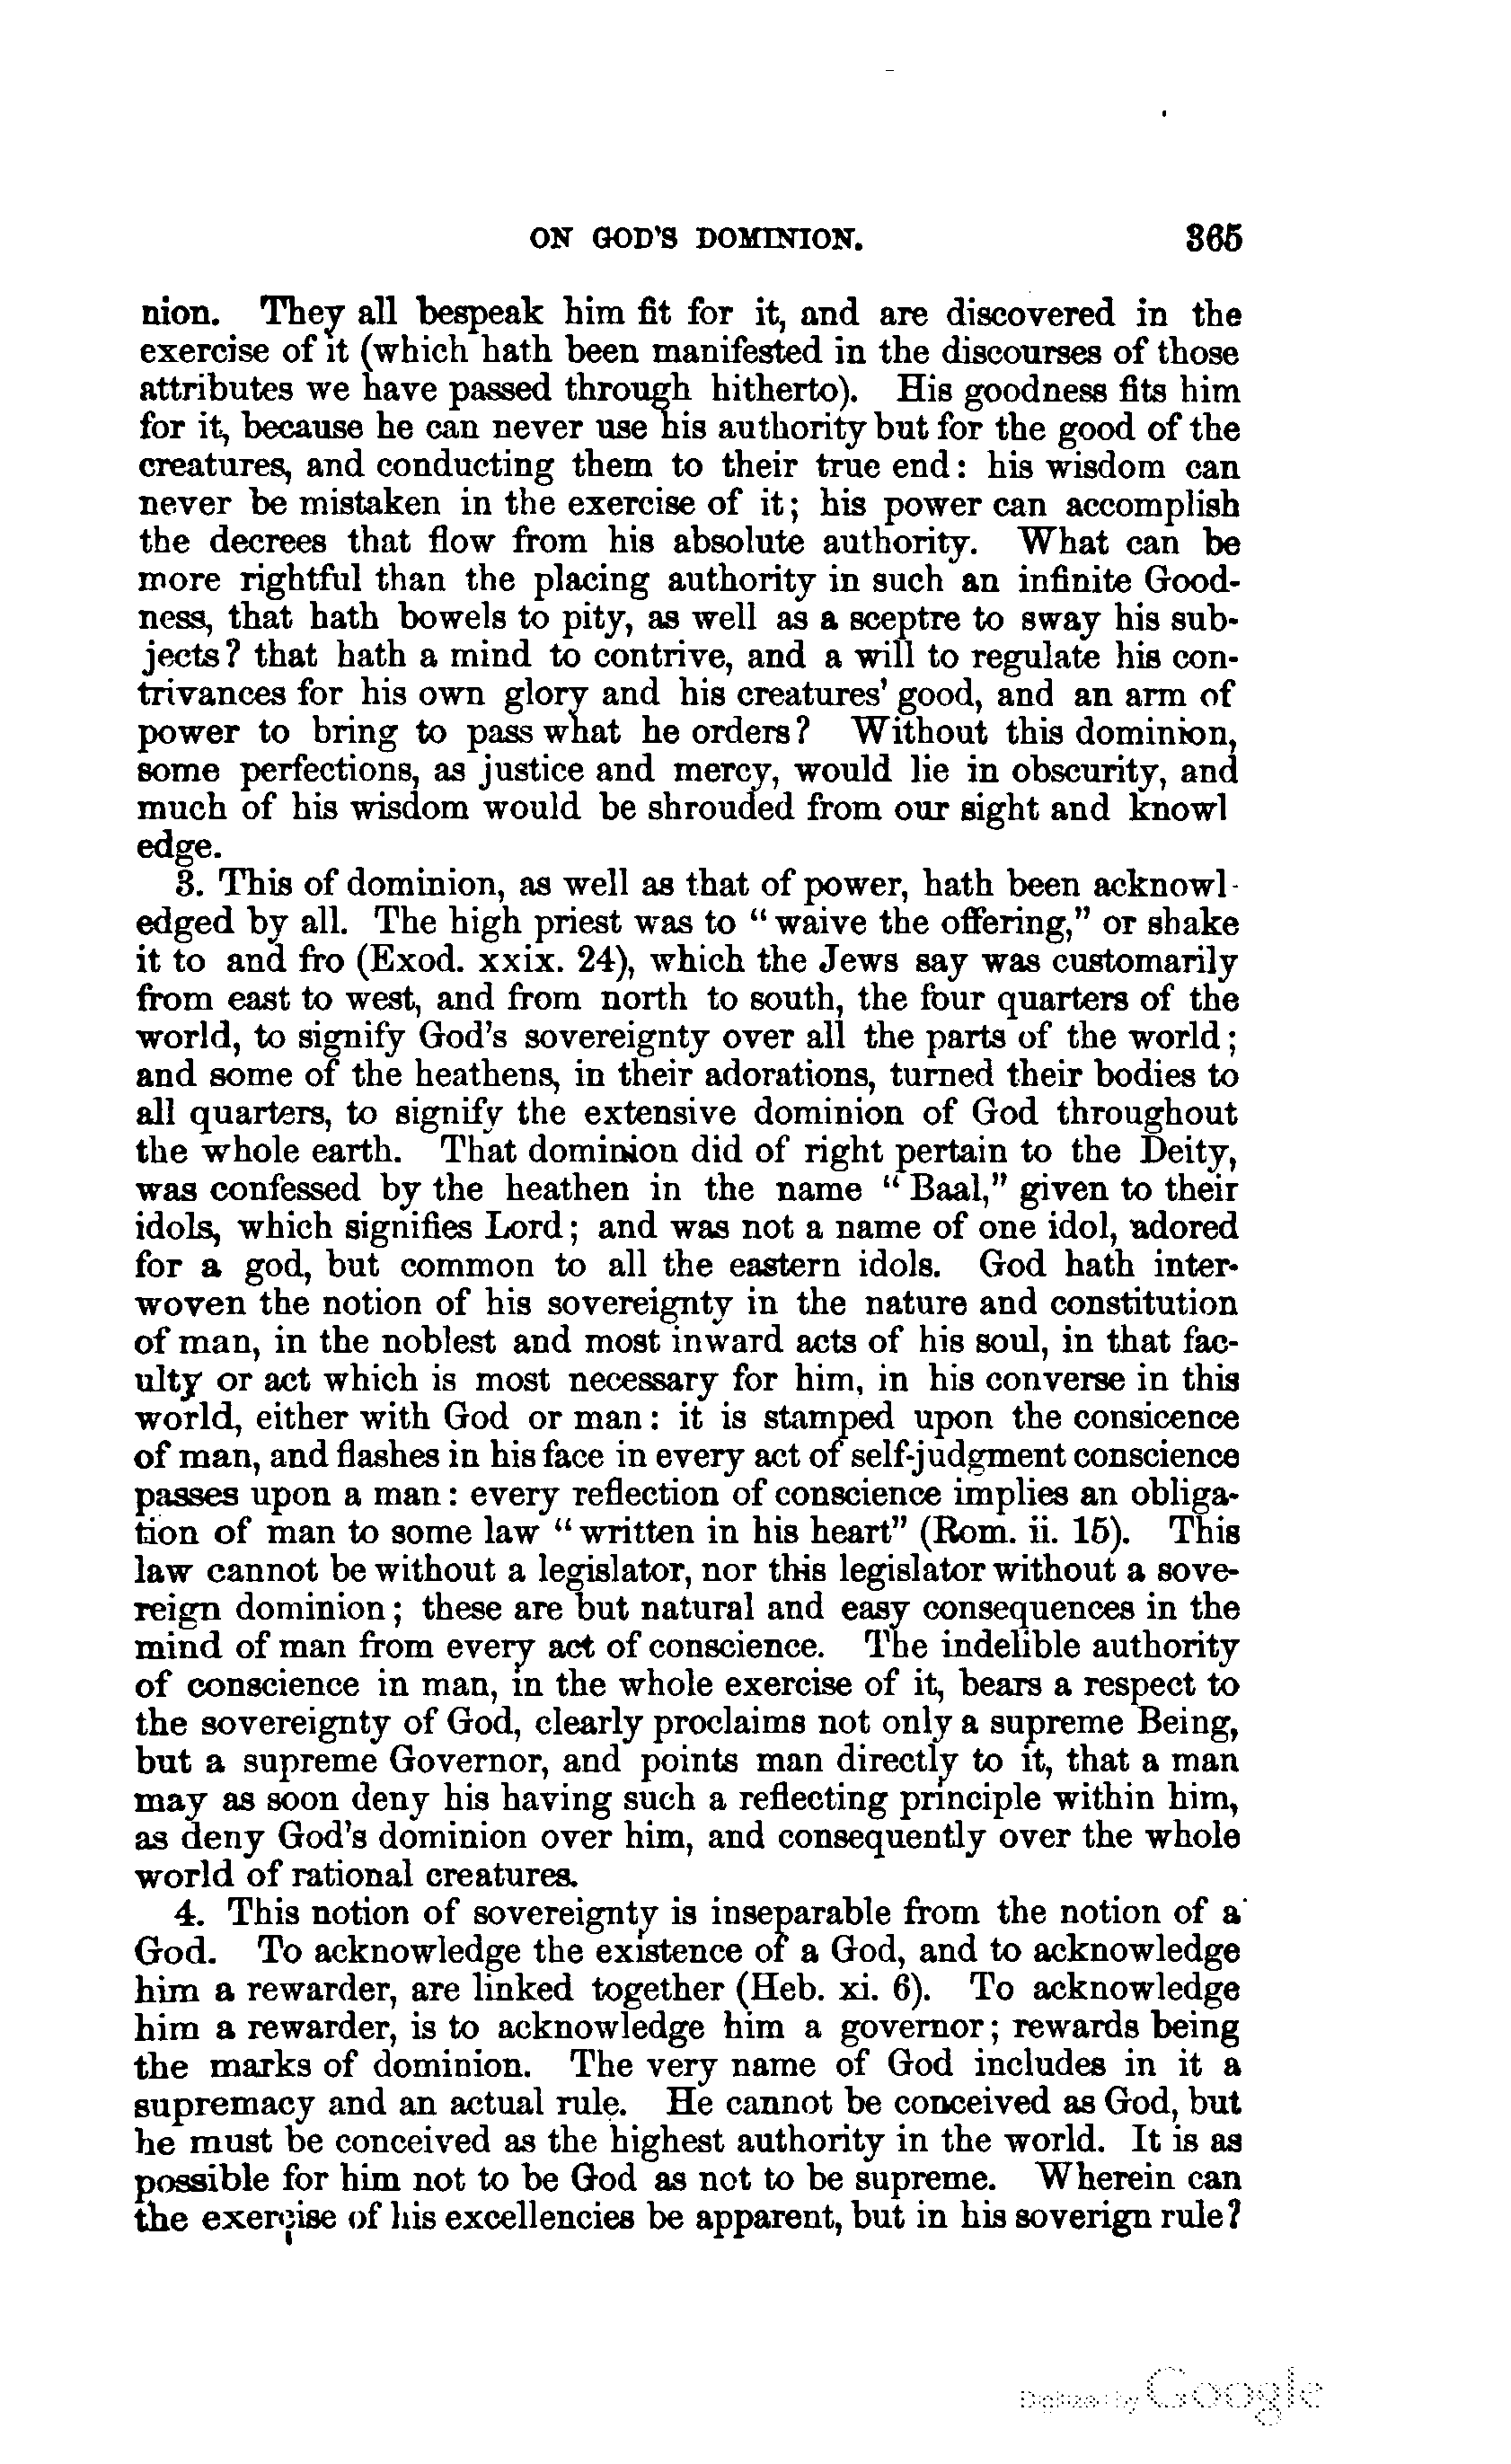 ON GOD'S DOMINION. 365
nion. They all bespeak him fit for it, and are discovered in the
exercise of it (which hath been manifested in the discourses of those
attributes we have passed through hitherto). His goodness fits him
for it, because he can never use his authority but for the good of the
creatures, and conducting them to their true end: his wisdom can
never be mistaken in the exercise of it; his power can accomplish
the decrees that flow from his absolute authority. What can be
more rightful than the placing authority in such an infinite Good-
ness, that hath bowels to pity, as well as a sceptre to sway his sub-
jects? that hath a mind to contrive, and a will to regulate his con-
trivances for his own glory and his creatures' good, and an arm of
power to bring to pass what he orders? Without this dominion,
some perfections, as justice and mercy, would lie in obscurity, and
much of his wisdom would be shrouded from our sight and knowl
edge.
3. This of dominion, as well as that of power, hath been acknowl-
edged by all. The high priest was to "waive the offering," or shake
it to and fro (Exod. xxix. 24), which the Jews say was customarily
from east to west, and from north to south, the four quarters of the
world, to signify God's sovereignty over all the parts of the world;
and some of the heathens, in their adorations, turned their bodies to
all quarters, to signify the extensive dominion of God throughout
the whole earth. That dominion did of right pertain to the Deity,
was confessed by the heathen in the name "Baal," given to their
idols, which signifies Lord; and was not a name of one idol, adored
for a god, but common to all the eastern idols. God hath inter-
woven the notion of his sovereignty in the nature and constitution
of man, in the noblest and most inward acts of his soul, in that fac-
ulty or act which is most necessary for him, in his converse in this
world, either with God or man: it is stamped upon the consicence
of man, and flashes in his face in every act of self-judgment conscience
passes upon a man: every reflection of conscience implies an obliga-
tion of man to some law "written in his heart" (Rom. ii. 15). This
law cannot be without a legislator, nor this legislator without a sove-
reign dominion; these are but natural and easy consequences in the
mind of man from every act of conscience. The indelible authority
of conscience in man, in the whole exercise of it, bears a respect to
the sovereignty of God, clearly proclaims not only a supreme Being,
but a supreme Governor, and points man directly to it, that a man
may as soon deny his having such a reflecting principle within him,
as deny God's dominion over him, and consequently over the whole
world of rational creatures.
4. This notion of sovereignty is inseparable from the notion of a
God. To acknowledge the existence of a God, and to acknowledge
him a rewarder, are linked together (Heb. xi. 6). To acknowledge
him a rewarder, is to acknowledge him a governor; rewards being
the marks of dominion. The very name of God includes in it a
supremacy and an actual rule. He cannot be conceived as God, but
he must be conceived as the highest authority in the world. It is as
possible for him not to be God as not to be supreme. Wherein can
the exercise of his excellencies be apparent, but in his soverign rule?
Digitized by Google